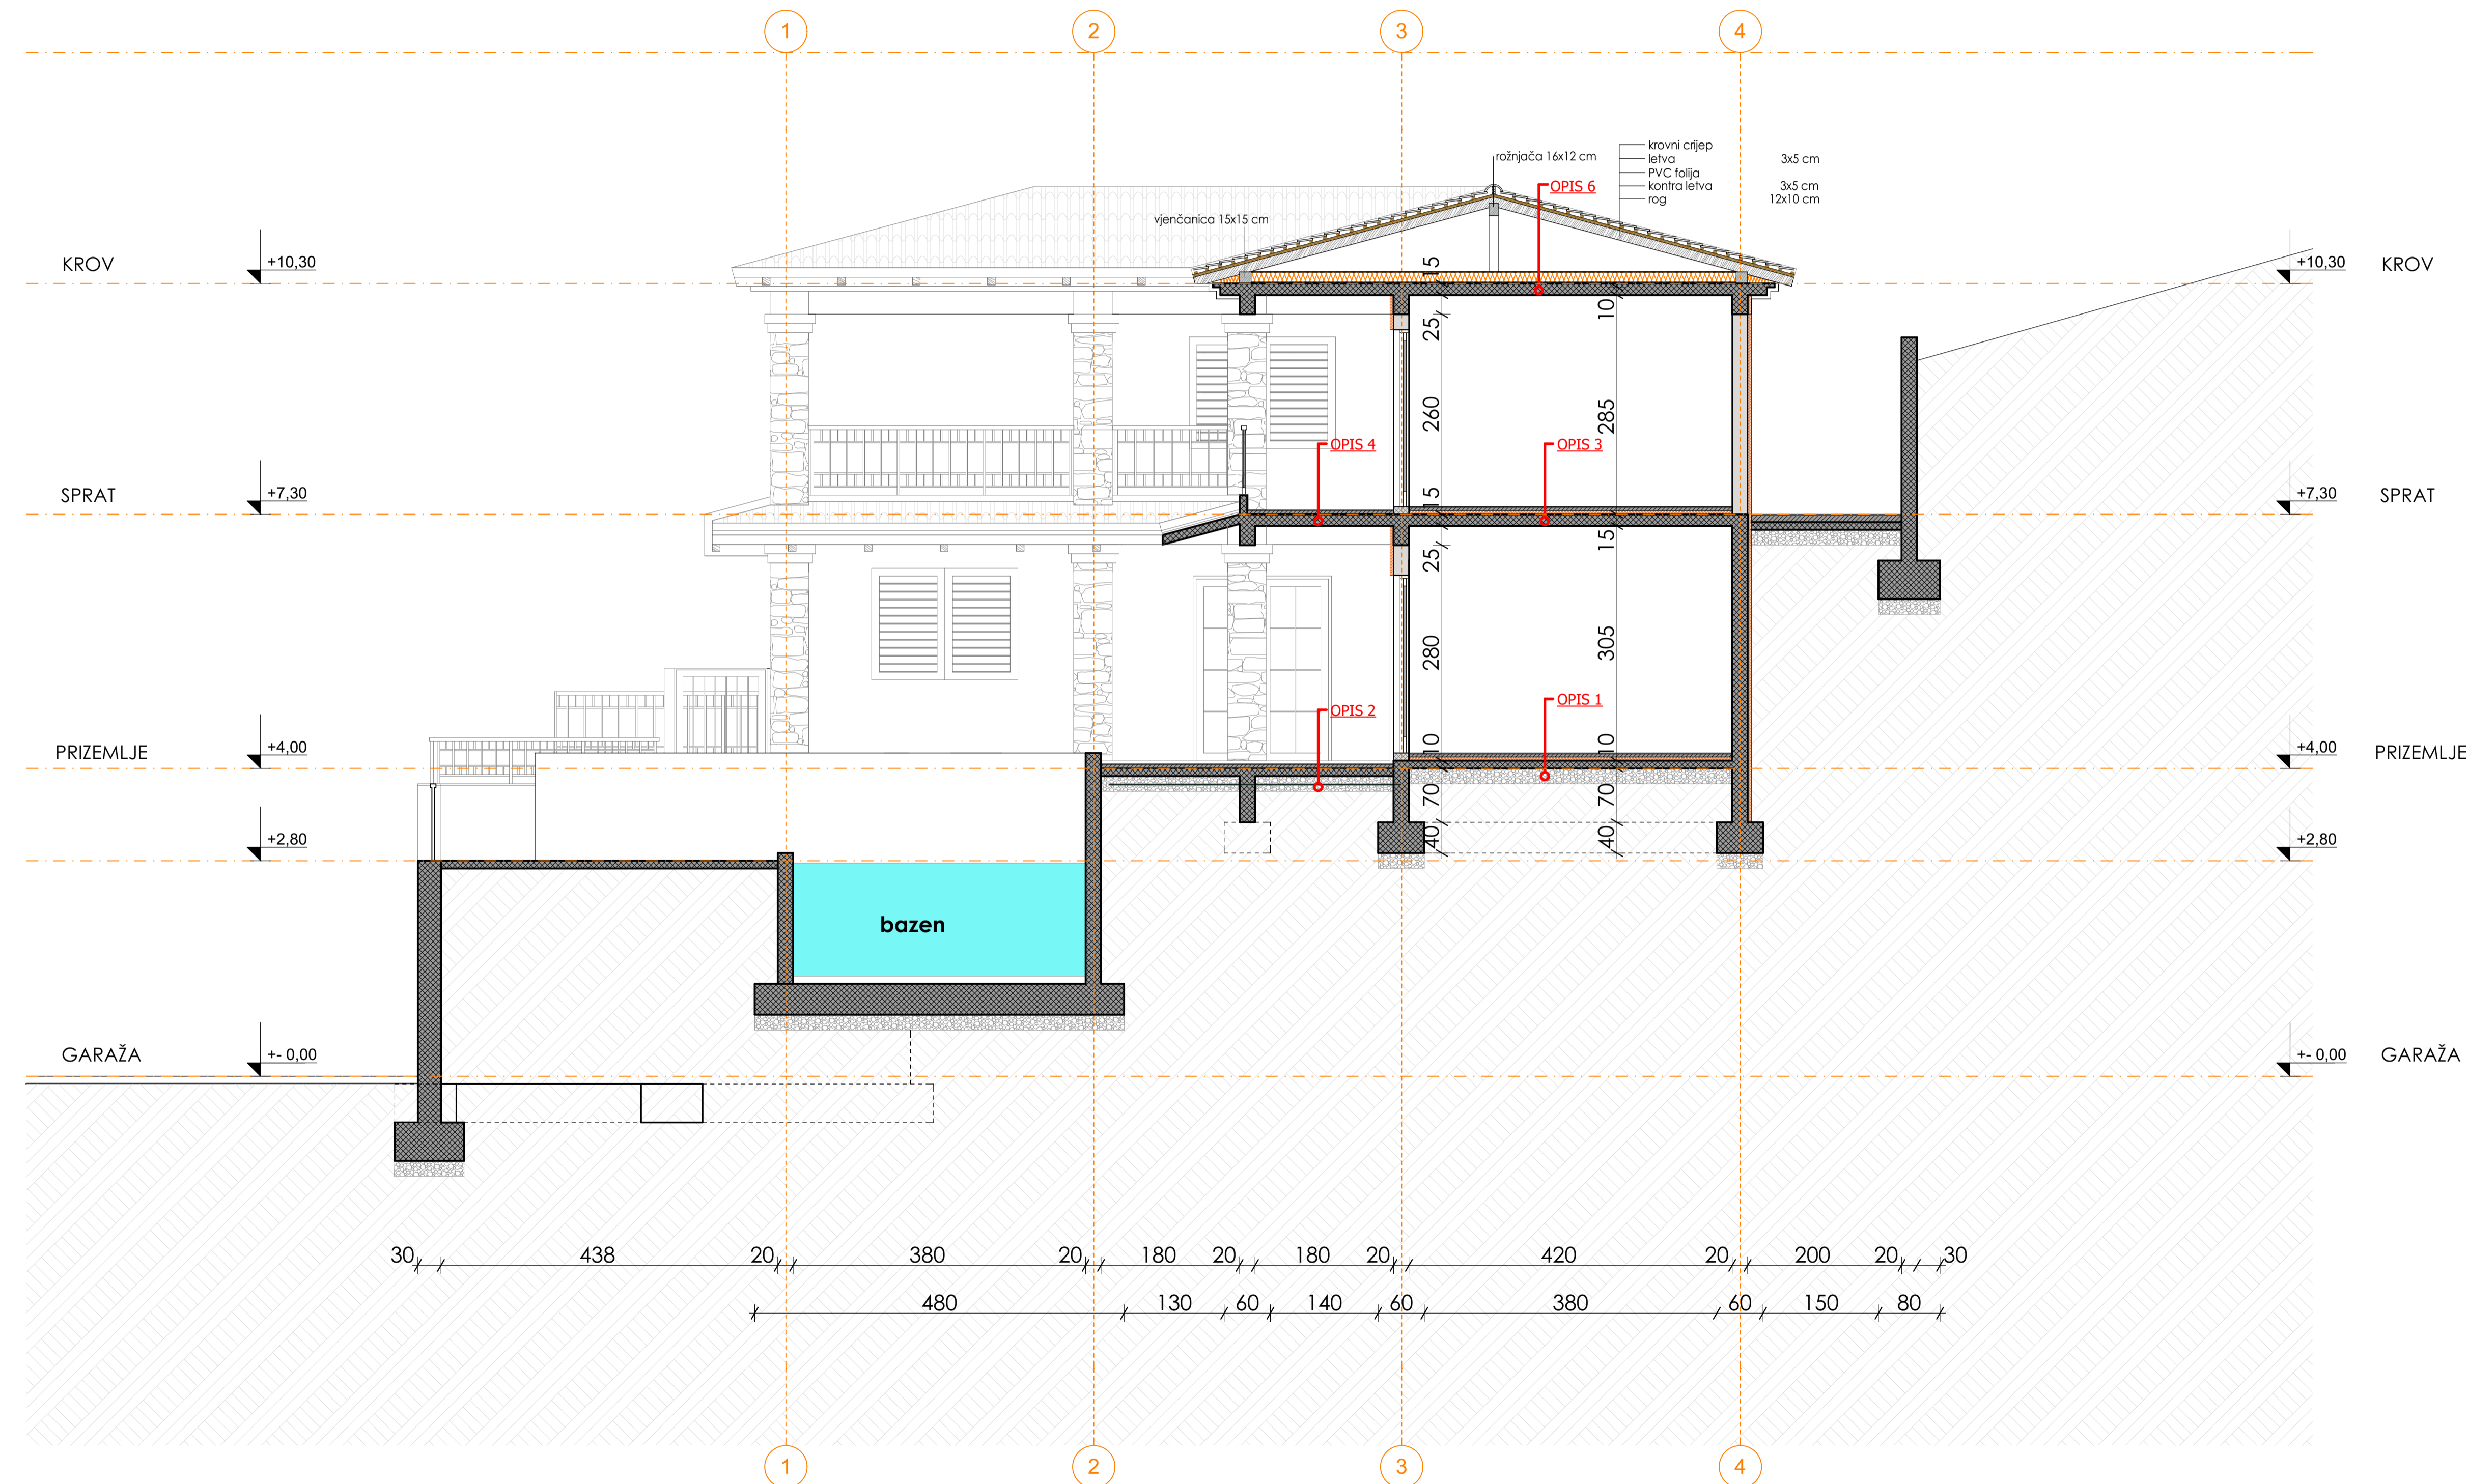 1 2 3 4
rožnjača 16x12 cm
krovni crijep
letva 3x5 cm
PVC folija
kontra letva 3x5 cm
rog 12x10 cm
OPIS 6
vjenčanica 15x15 cm
KROV +10,30
+10,30 KROV
15
25
10
260
285
OPIS 4
OPIS 3
SPRAT +7,30
+7,30 SPRAT
15
25
15
280
305
OPIS 2
OPIS 1
PRIZEMLJE +4,00
+4,00 PRIZEMLJE
10
10
70
70
+2,80
+2,80
40
40
bazen
GARAŽA +- 0,00
+- 0,00 GARAŽA
30 438 20 380 20 180 20 180 20 420 20 200 20 30
480 130 60 140 60 380 60 150 80
1 2 3 4